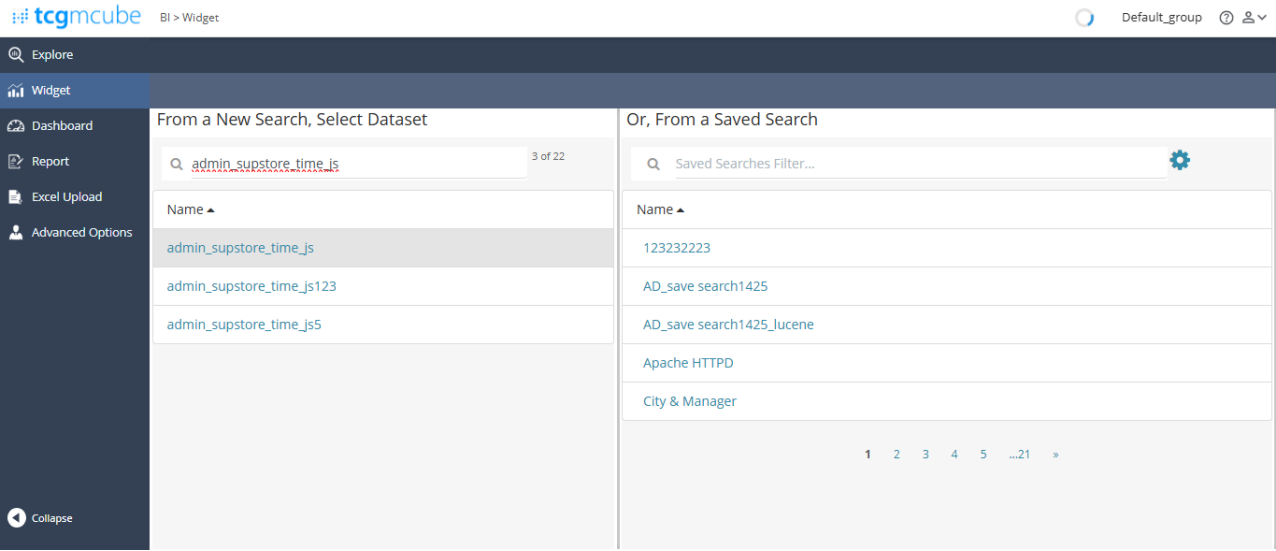 tcgmcube
BI > Widget
Default_group
Explore
Widget
Dashboard
Report
Excel Upload
Advanced Options
Collapse
From a New Search, Select Dataset
admin_supstore_time_js
3 of 22
Name
admin_supstore_time_js
admin_supstore_time_js123
admin_supstore_time_js5
Or, From a Saved Search
Saved Searches Filter...
Name
123232223
AD_save search1425
AD_save search1425_lucene
Apache HTTPD
City & Manager
1 2 3 4 5 ...21 »